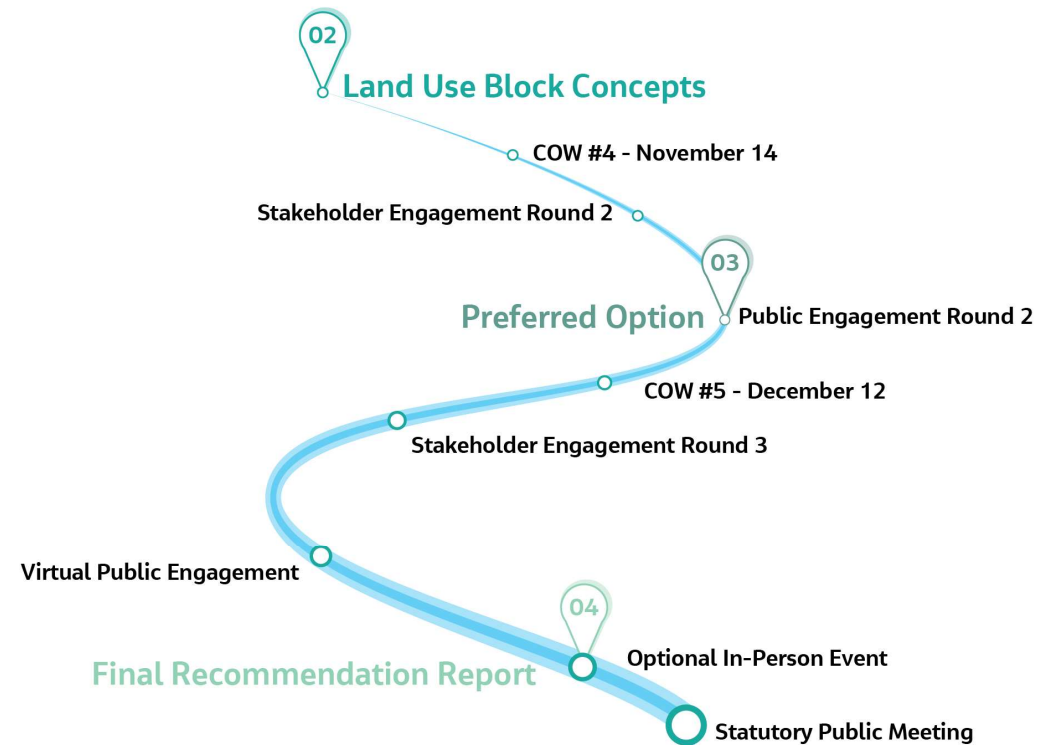 02
Land Use Block Concepts
COW #4 - November 14
Stakeholder Engagement Round 2
03
Preferred Option
Public Engagement Round 2
COW #5 - December 12
Stakeholder Engagement Round 3
Virtual Public Engagement
04
Optional In-Person Event
Final Recommendation Report
Statutory Public Meeting